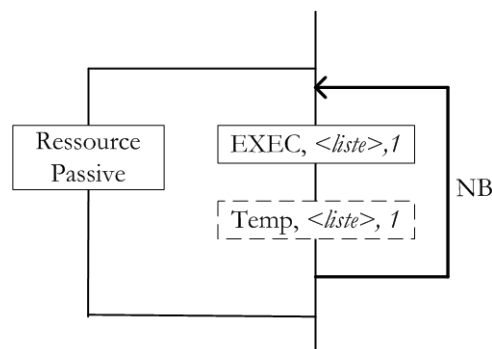 Ressource
Passive
EXEC, <liste>,1
Temp, <liste>, 1
NB